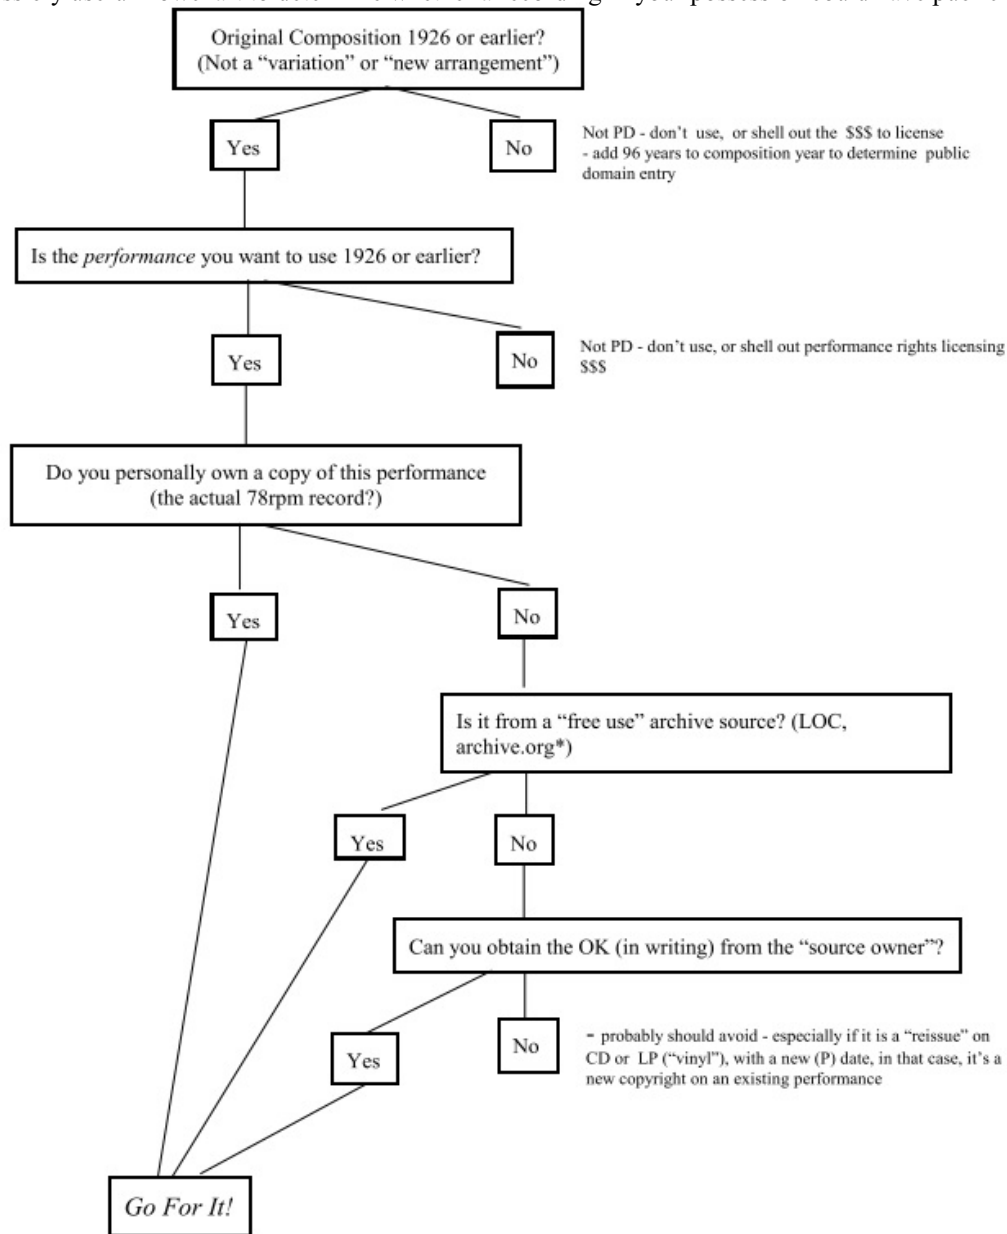 Original Composition 1926 or earlier?
(Not a “variation” or “new arrangement”)
Yes
No
Not PD - don’t use, or shell out the $$$ to license
- add 96 years to composition year to determine public
domain entry
Is the performance you want to use 1926 or earlier?
Yes
No
Not PD - don’t use, or shell out performance rights licensing
$$$
Do you personally own a copy of this performance
(the actual 78rpm record?)
Yes
No
Is it from a “free use” archive source? (LOC,
archive.org*)
Yes
No
Can you obtain the OK (in writing) from the “source owner”?
Yes
No
- probably should avoid - especially if it is a “reissue” on
CD or LP (“vinyl”), with a new (P) date, in that case, it’s a
new copyright on an existing performance
Go For It!